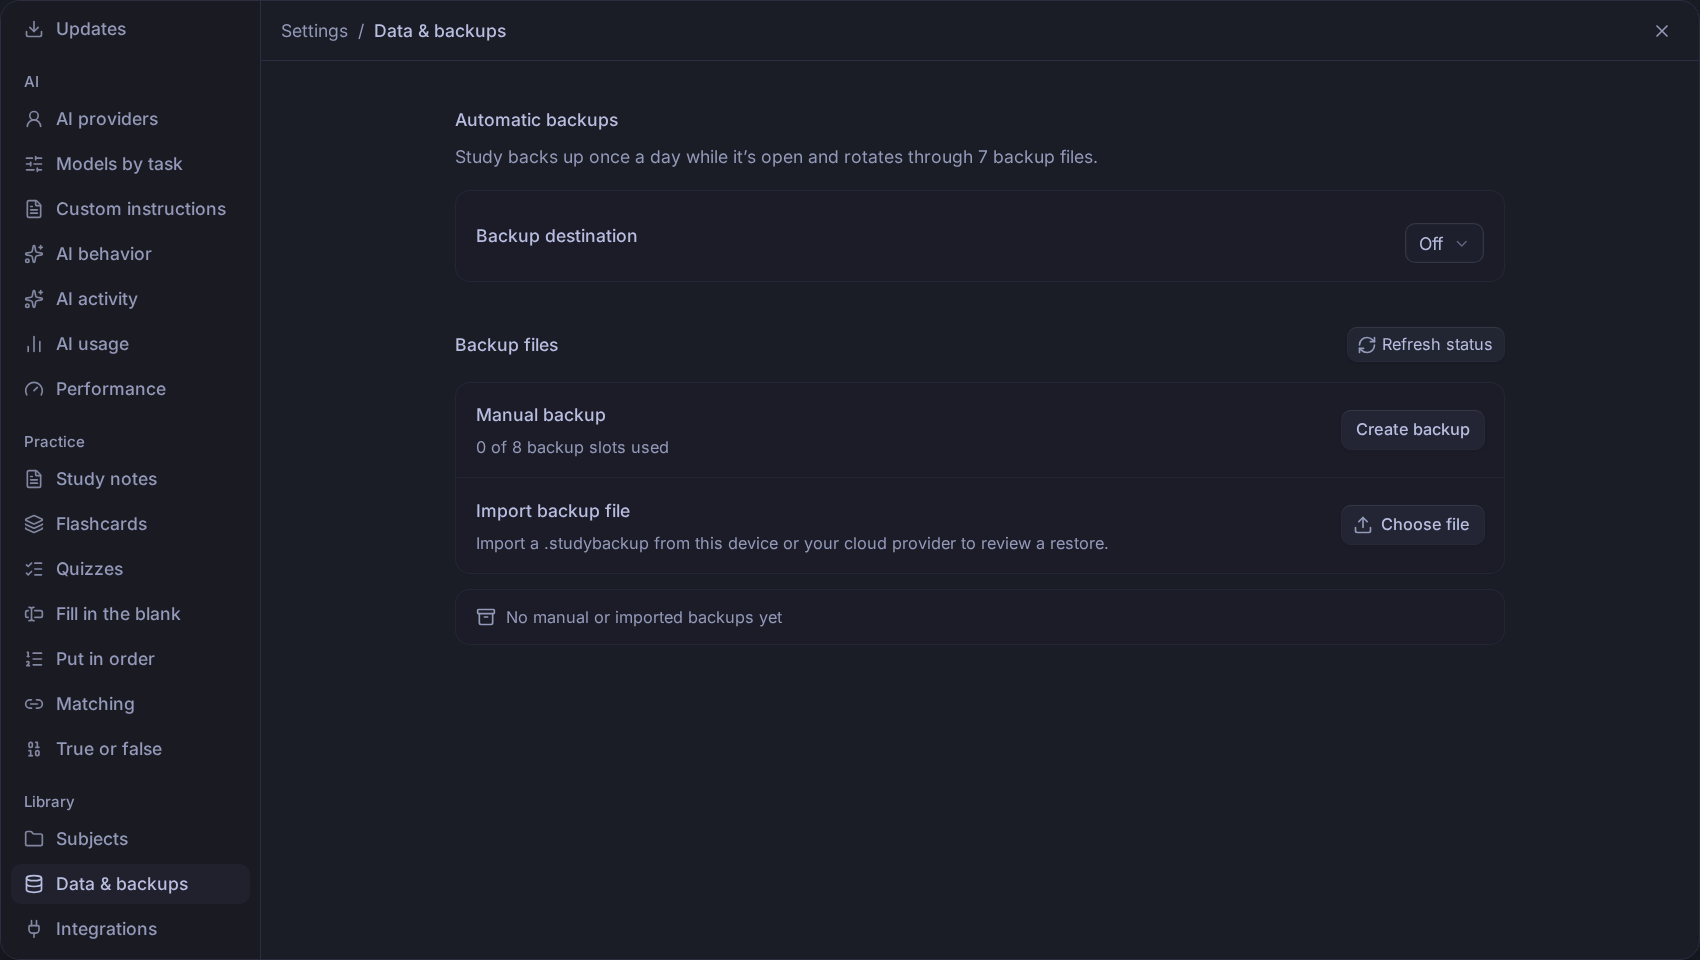 Updates
AI
AI providers
Models by task
Custom instructions
AI behavior
AI activity
AI usage
Performance
Practice
Study notes
Flashcards
Quizzes
Fill in the blank
Put in order
Matching
True or false
Library
Subjects
Data & backups
Integrations
Settings / Data & backups
Automatic backups
Study backs up once a day while it’s open and rotates through 7 backup files.
Backup destination
Off
Backup files
Refresh status
Manual backup
0 of 8 backup slots used
Create backup
Import backup file
Import a .studybackup from this device or your cloud provider to review a restore.
Choose file
No manual or imported backups yet